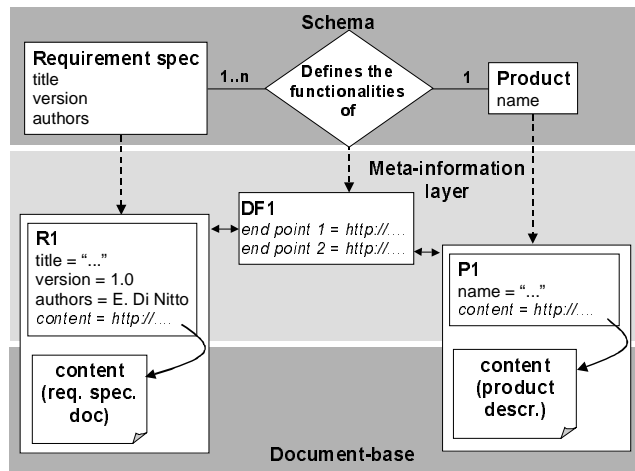 Schema
Requirement spec
title
version
authors
1..n
Defines the
functionalities
of
1
Product
name
Meta-information
layer
DF1
end point 1 = http://....
end point 2 = http://....
R1
title = “...”
version = 1.0
authors = E. Di Nitto
content = http://....
P1
name = “...”
content = http://....
content
(req. spec.
doc)
content
(product
descr.)
Document-base